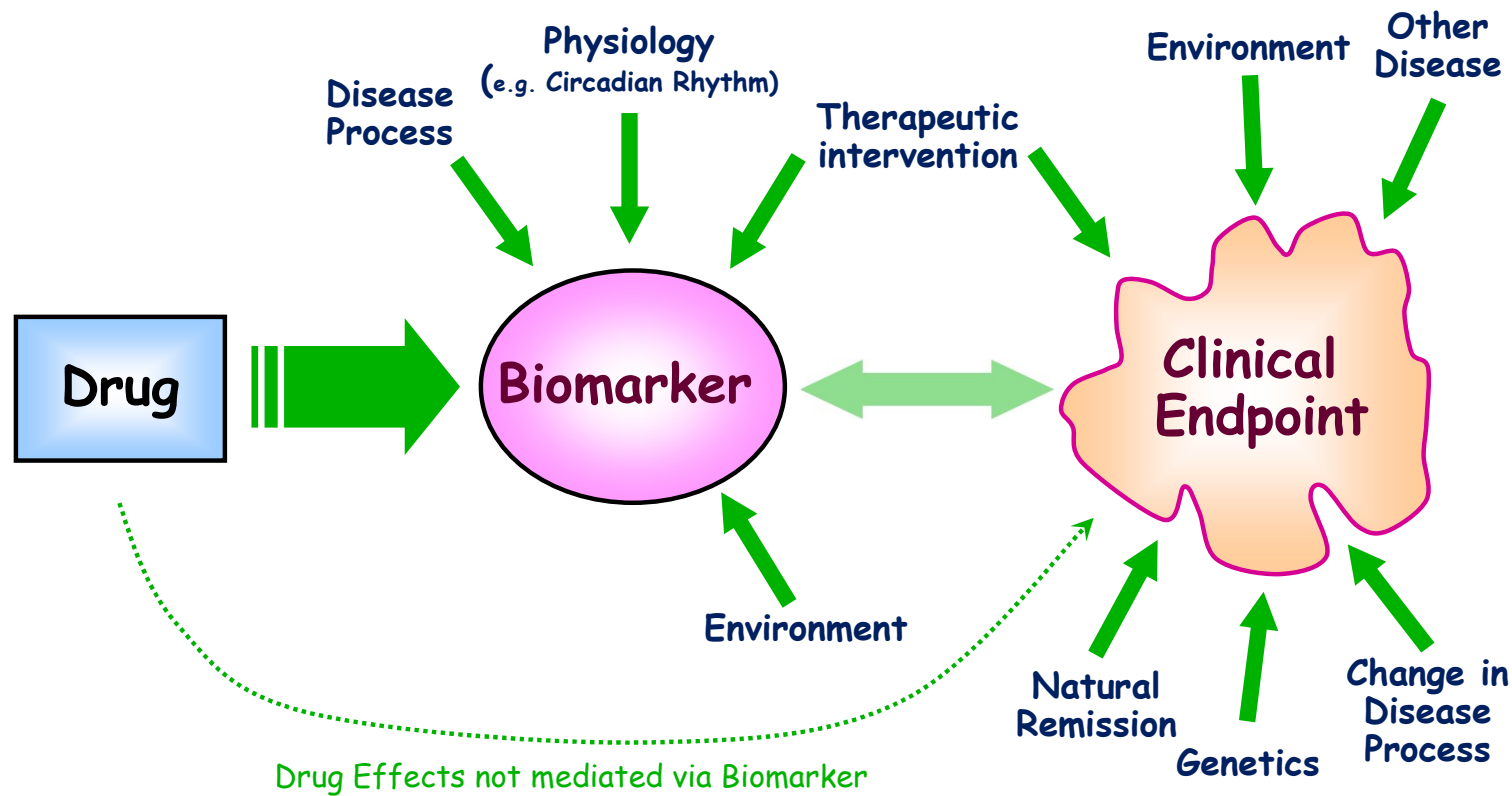 Physiology
(e.g. Circadian Rhythm)
Disease
Process
Therapeutic
intervention
Environment
Other
Disease
Drug
Biomarker
Clinical
Endpoint
Environment
Natural
Remission
Genetics
Change in
Disease
Process
Drug Effects not mediated via Biomarker